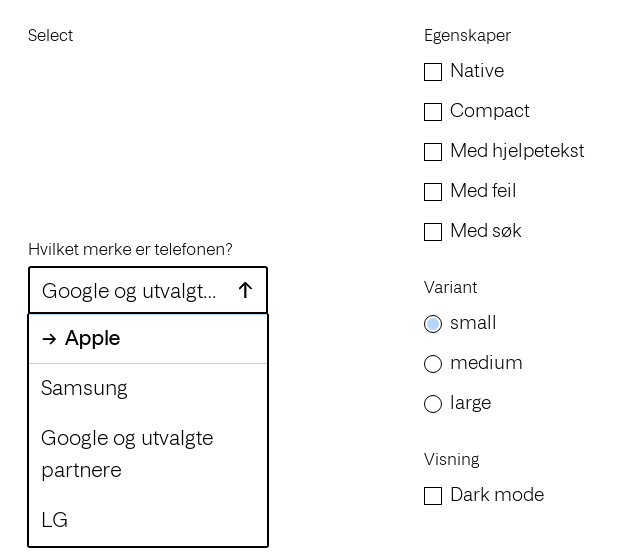 Select
Hvilket merke er telefonen?
Google og utvalgt... ↑
→ Apple
Samsung
Google og utvalgte
partnere
LG
Egenskaper
Native
Compact
Med hjelpetekst
Med feil
Med søk
Variant
small
medium
large
Visning
Dark mode